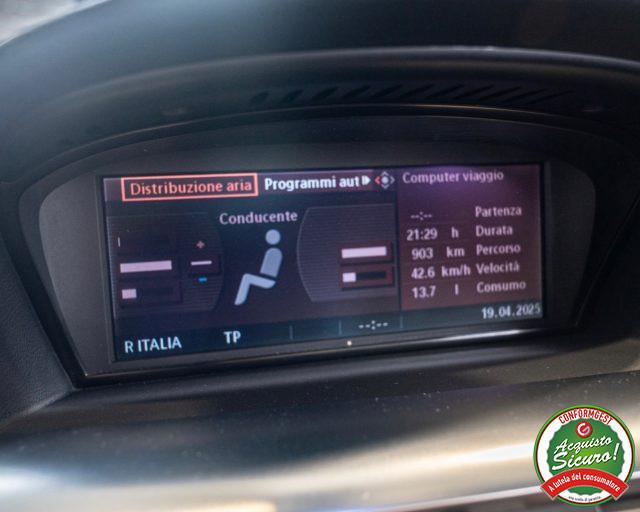 Distribuzione aria Programmi aut
Conducente
Computer viaggio
--:-- Partenza
21:29 h Durata
903 km Percorso
42.6 km/h Velocità
13.7 l Consumo
19.04.2025
R ITALIA TP --:--
CONFORMGEST
Acquisto
Sicuro!
A tutela del consumatore